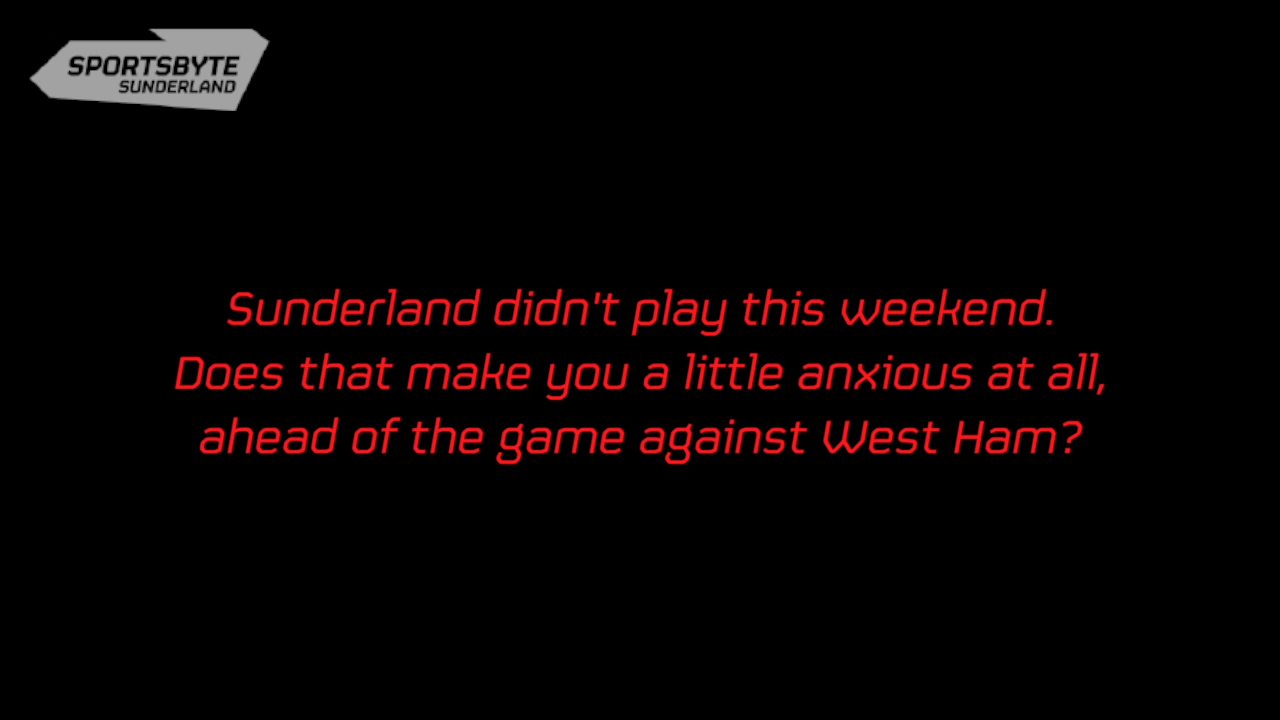 SPORTSBYTE
SUNDERLAND
Sunderland didn't play this weekend.
Does that make you a little anxious at all,
ahead of the game against West Ham?